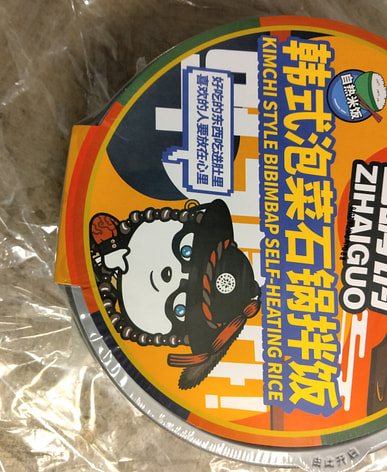 自热米饭
韩式泡菜石锅拌饭
KIMCHI STYLE BIBIMBAP SELF-HEATING RICE
好吃的东西吃进肚里
喜欢的人要放在心里
ZIHAIGUO